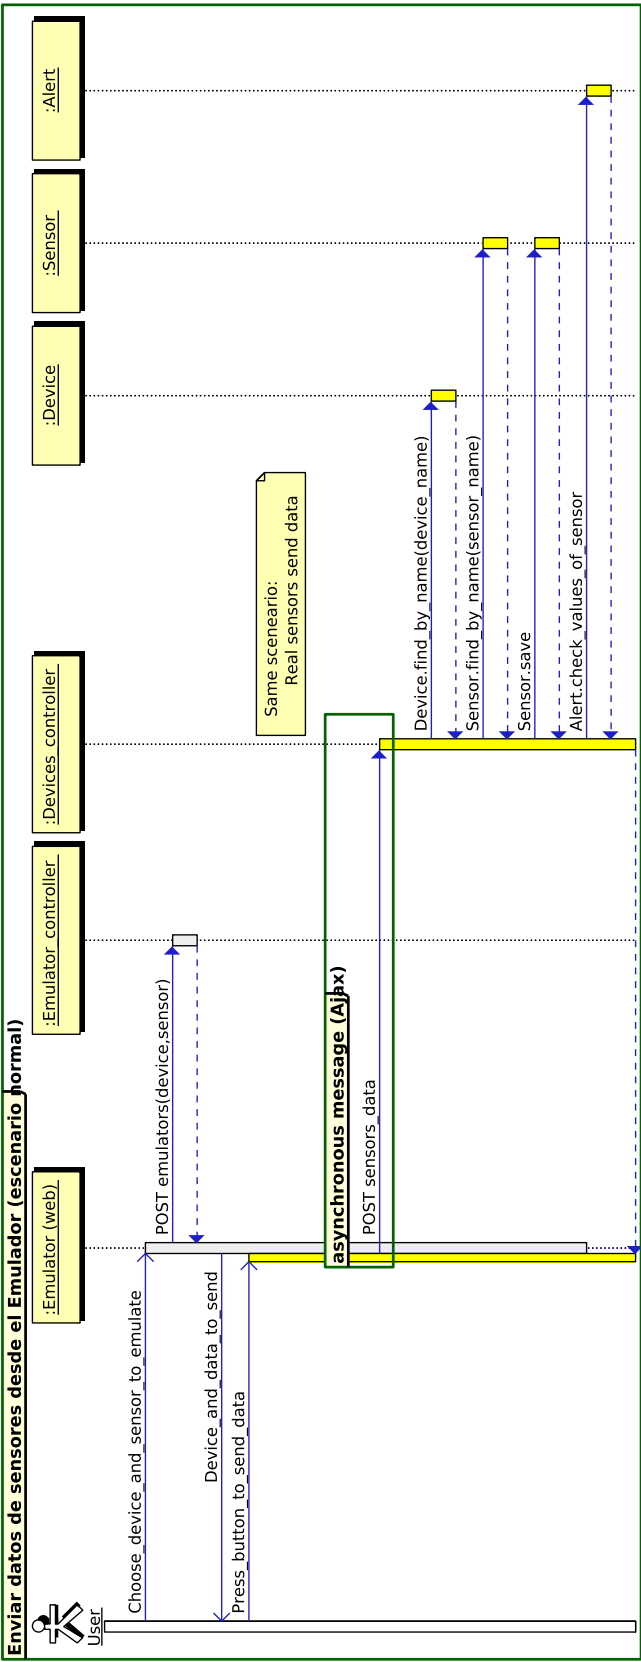 Enviar datos de sensores desde el Emulador (escenario normal)
User
:Emulator (web)
:Emulator_controller
:Devices_controller
:Device
:Sensor
:Alert
Choose_device_and_sensor_to_emulate
POST emulators(device,sensor)
Device_and_data_to_send
Press_button_to_send_data
Same sceneario:
Real sensors send data
asynchronous message (Ajax)
POST sensors_data
Device.find_by_name(device_name)
Sensor.find_by_name(sensor_name)
Sensor.save
Alert.check_values_of_sensor